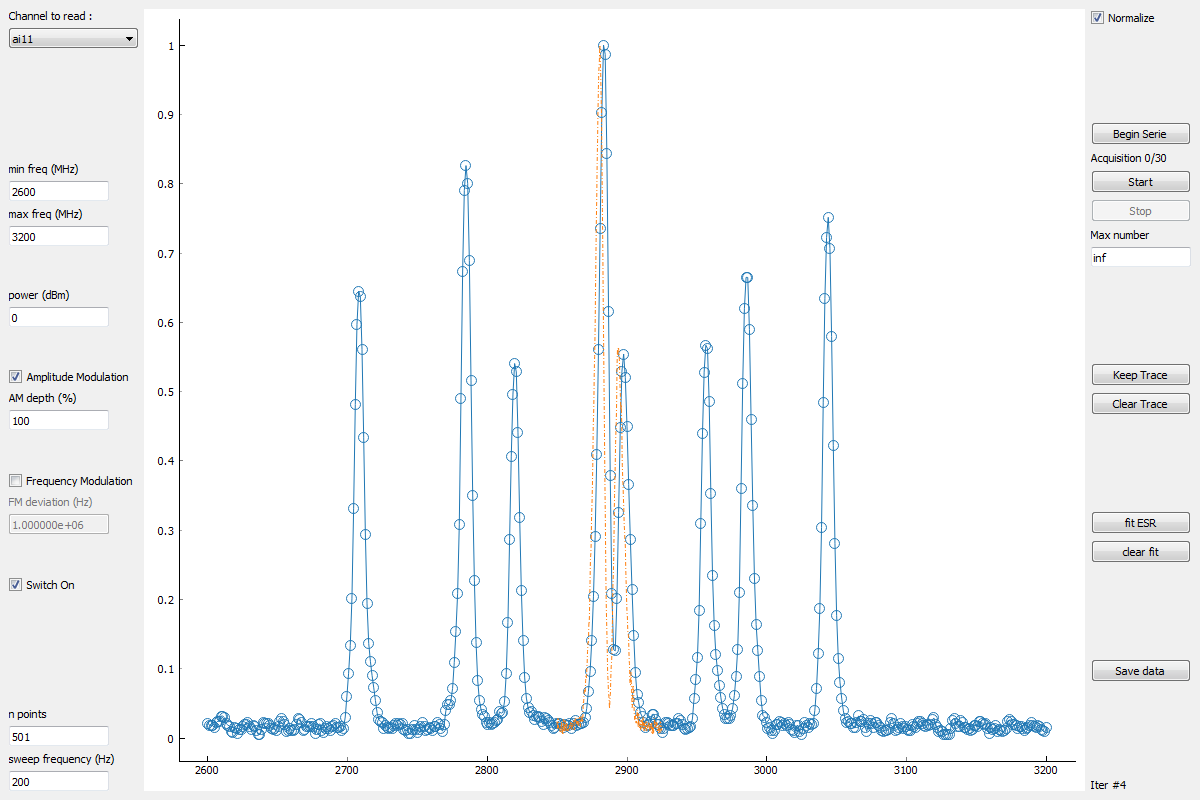 Channel to read :
ai11
min freq (MHz)
2600
max freq (MHz)
3200
power (dBm)
0
Amplitude Modulation
AM depth (%)
100
Frequency Modulation
FM deviation (Hz)
1.000000e+06
Switch On
n points
501
sweep frequency (Hz)
200
1
0.9
0.8
0.7
0.6
0.5
0.4
0.3
0.2
0.1
0
2600 2700 2800 2900 3000 3100 3200
Normalize
Begin Serie
Acquisition 0/30
Start
Stop
Max number
inf
Keep Trace
Clear Trace
fit ESR
clear fit
Save data
Iter #4